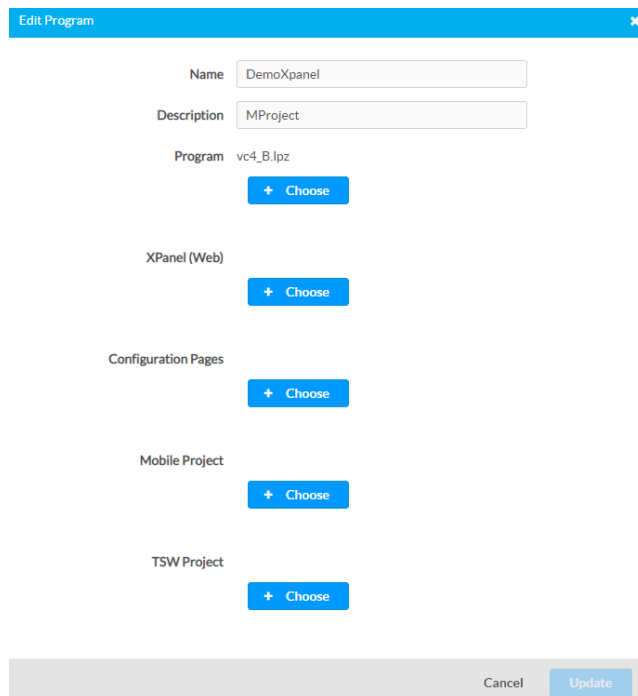 Edit Program
Name DemoXpanel
Description MProject
Program vc4_B.lpz
+ Choose
XPanel (Web)
+ Choose
Configuration Pages
+ Choose
Mobile Project
+ Choose
TSW Project
+ Choose
Cancel Update